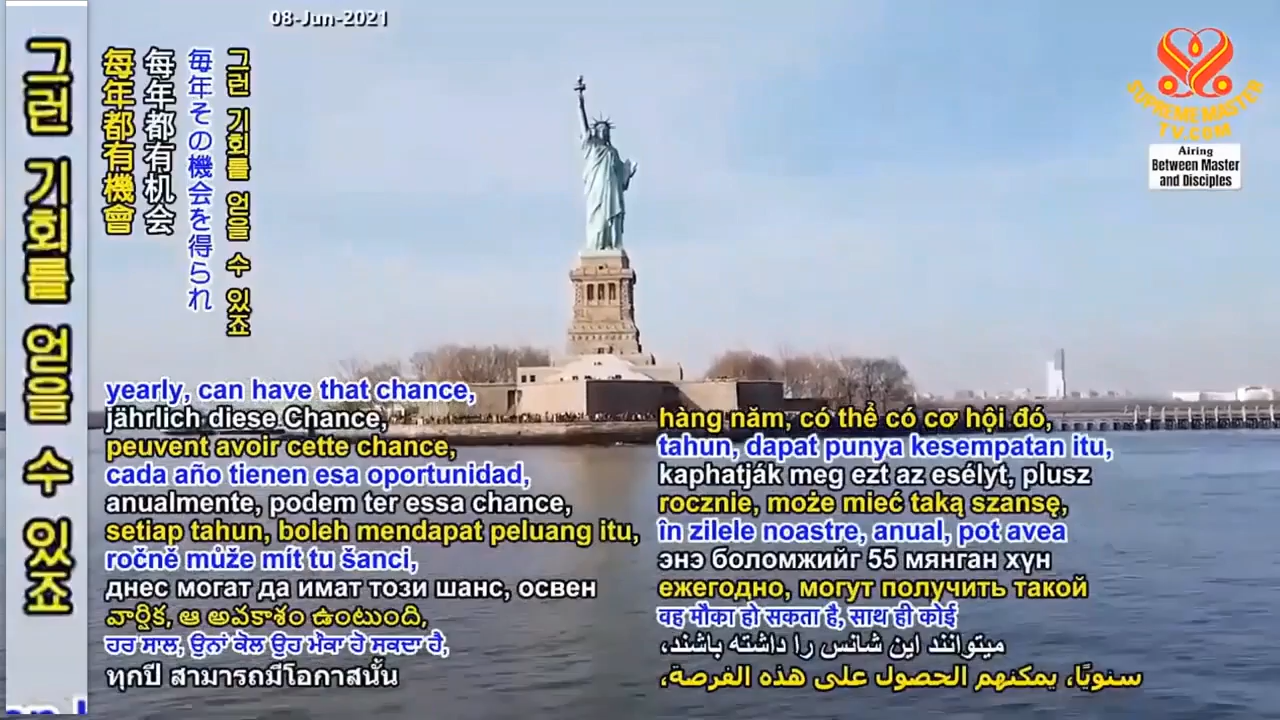 08-Jun-2021
그런 기회를 얻을 수 있죠
每年都有機會
每年都有机会
毎年その機会を得られ
그런 기회를 얻을 수 있죠
SUPREME MASTER
TV.COM
Airing
Between Master
and Disciples
yearly, can have that chance,
jährlich diese Chance,
peuvent avoir cette chance,
cada año tienen esa oportunidad,
anualmente, podem ter essa chance,
setiap tahun, boleh mendapat peluang itu,
ročně může mít tu šanci,
днес могат да имат този шанс, освен
వార్షిక, ఆ అవకాశం ఉంటుంది,
ਹਰ ਸਾਲ, ਉਨਾਂ ਕੋਲ ਉਹ ਮੌਕਾ ਹੋ ਸਕਦਾ ਹੈ,
ทุกปี สามารถมีโอกาสนั้น
hàng năm, có thể có cơ hội đó,
tahun, dapat punya kesempatan itu,
kaphatják meg ezt az esélyt, plusz
rocznie, może mieć taką szansę,
în zilele noastre, anual, pot avea
энэ боломжийг 55 мянган хүн
ежегодно, могут получить такой
वह मौका हो सकता है, साथ ही कोई
میتوانند این شانس را داشته باشند،
سنويًا، يمكنهم الحصول على هذه الفرصة،